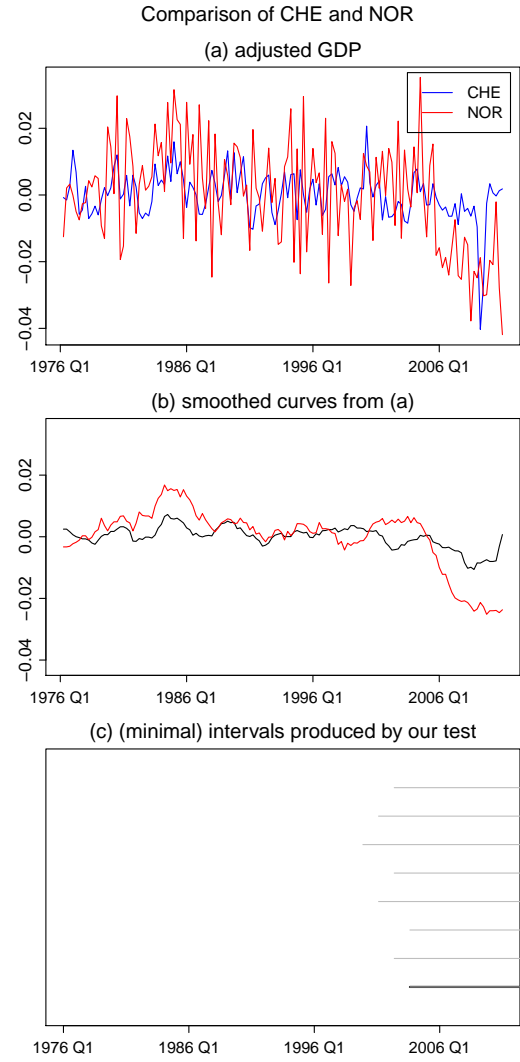 Comparison of CHE and NOR
(a) adjusted GDP
CHE
NOR
0.02
0.00
−0.02
−0.04
1976 Q1 1986 Q1 1996 Q1 2006 Q1
(b) smoothed curves from (a)
0.02
0.00
−0.02
−0.04
1976 Q1 1986 Q1 1996 Q1 2006 Q1
(c) (minimal) intervals produced by our test
1976 Q1 1986 Q1 1996 Q1 2006 Q1